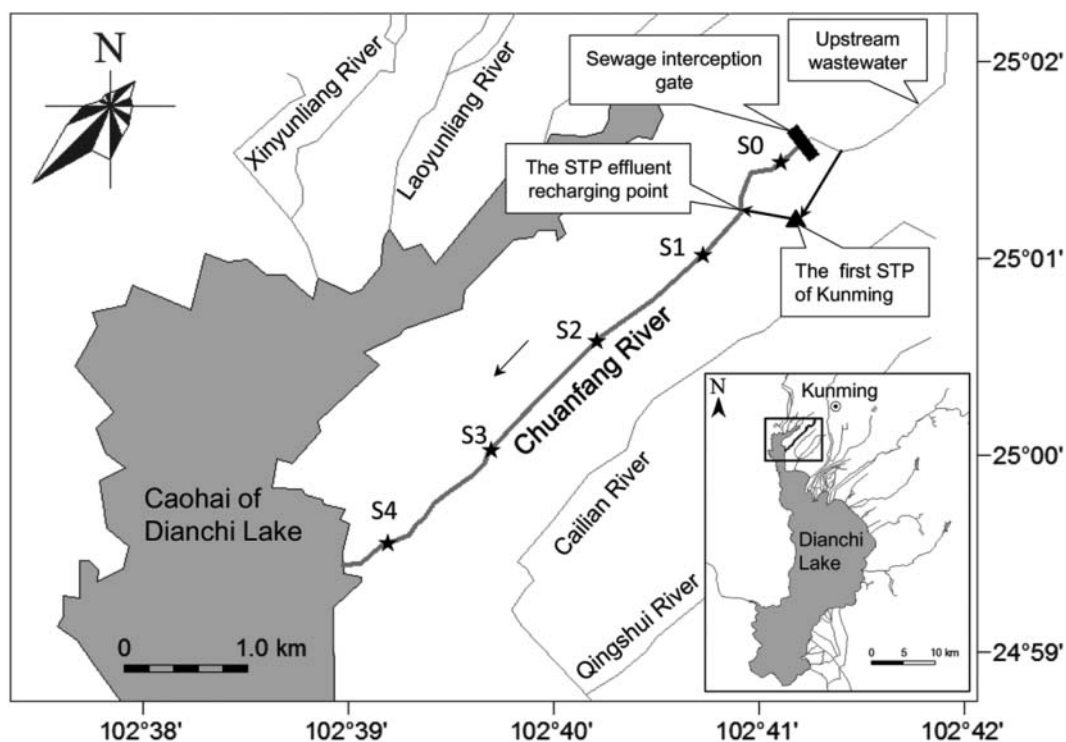 N
Xinyunliang River
Laoyunliang River
Sewage interception
gate
Upstream
wastewater
25°02'
S0
The STP effluent
recharging point
S1
25°01'
The first STP
of Kunming
S2
Chuanfang River
N
Kunming
S3
25°00'
Caohai of
Dianchi Lake
S4
Cailian River
Dianchi
Lake
Qingshui River
0 1.0 km
0 5 10 km
24°59'
102°38' 102°39' 102°40' 102°41' 102°42'